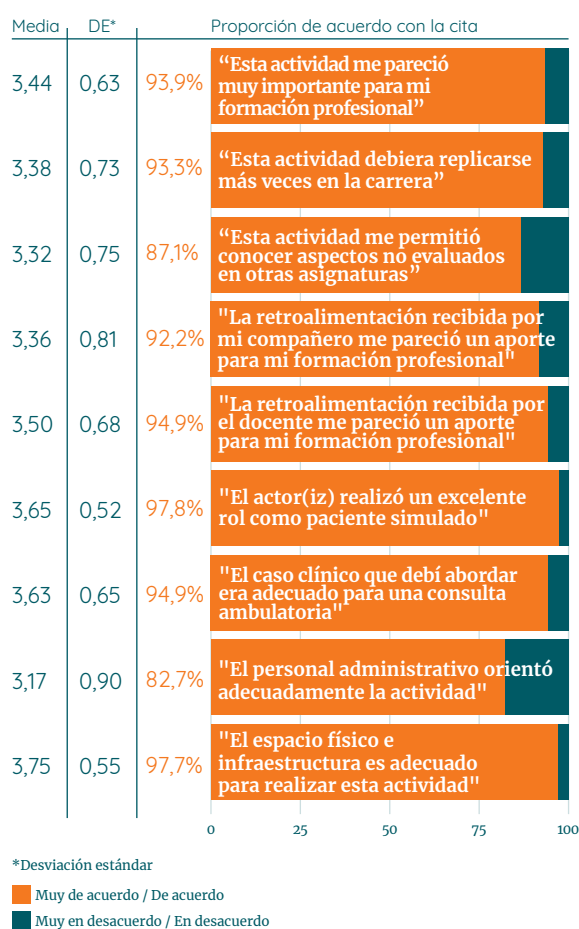 Media DE* Proporción de acuerdo con la cita
3,44 0,63 93,9% “Esta actividad me pareció
muy importante para mi
formación profesional”
3,38 0,73 93,3% “Esta actividad debiera replicarse
más veces en la carrera”
3,32 0,75 87,1% “Esta actividad me permitió
conocer aspectos no evaluados
en otras asignaturas”
3,36 0,81 92,2% "La retroalimentación recibida por
mi compañero me pareció un aporte
para mi formación profesional"
3,50 0,68 94,9% "La retroalimentación recibida por
el docente me pareció un aporte
para mi formación profesional"
3,65 0,52 97,8% "El actor(iz) realizó un excelente
rol como paciente simulado"
3,63 0,65 94,9% "El caso clínico que debí abordar
era adecuado para una consulta
ambulatoria"
3,17 0,90 82,7% "El personal administrativo orientó
adecuadamente la actividad"
3,75 0,55 97,7% "El espacio físico e
infraestructura es adecuado
para realizar esta actividad"
0 25 50 75 100
*Desviación estándar
Muy de acuerdo / De acuerdo
Muy en desacuerdo / En desacuerdo